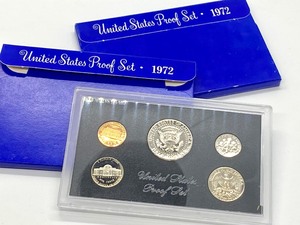 United States Proof Set · 1972
United States Proof Set · 1972
United States
Proof Set